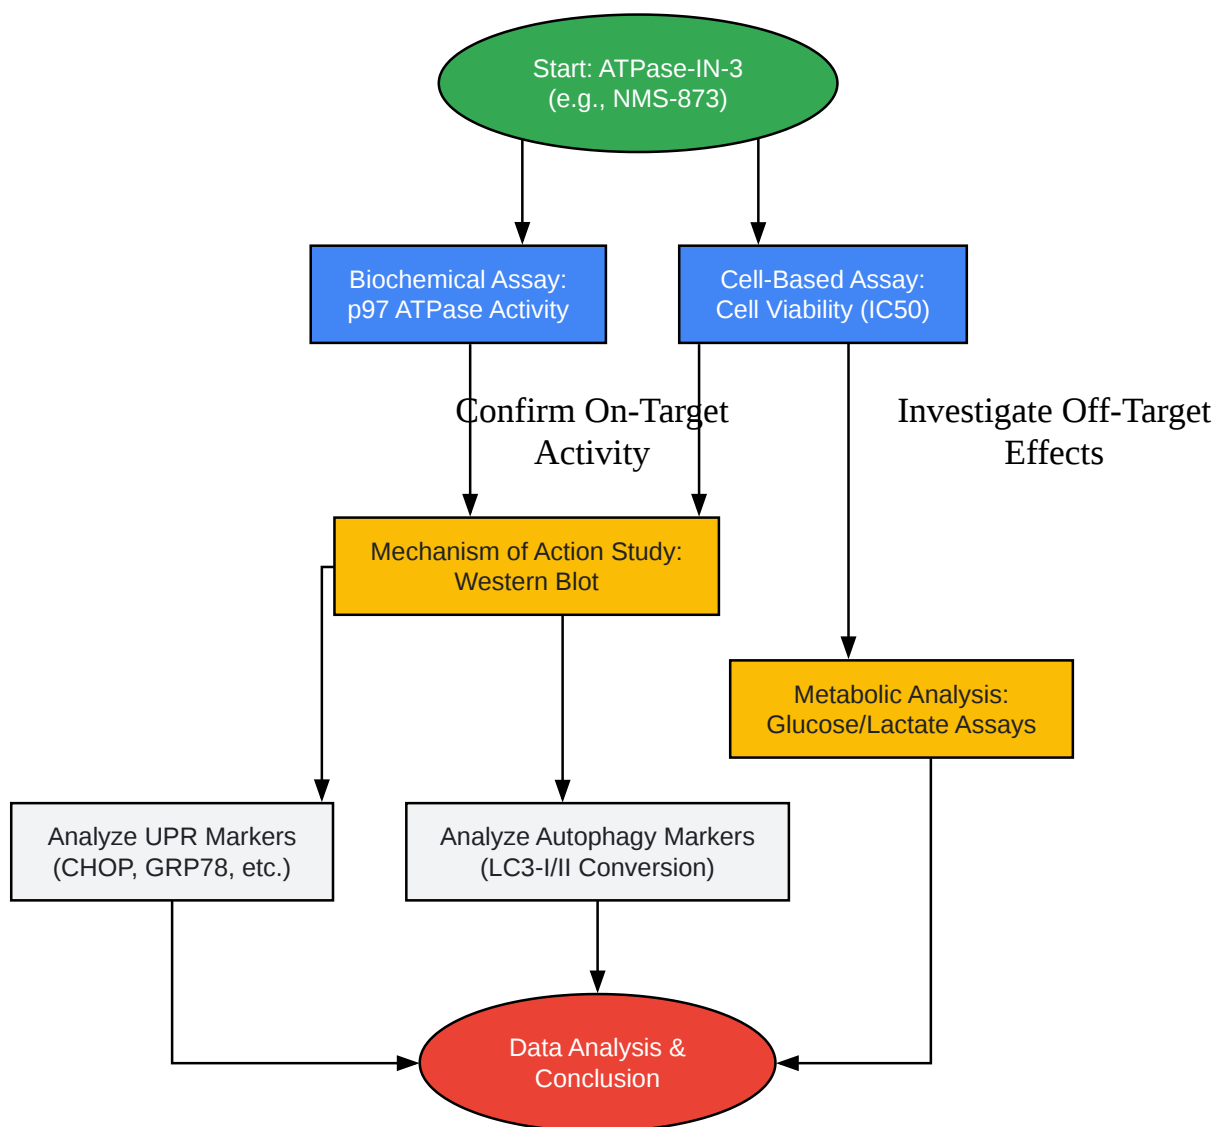 Start: ATPase-IN-3
(e.g., NMS-873)
Biochemical Assay:
p97 ATPase Activity
Cell-Based Assay:
Cell Viability (IC50)
Confirm On-Target
Activity
Investigate Off-Target
Effects
Mechanism of Action Study:
Western Blot
Metabolic Analysis:
Glucose/Lactate Assays
Analyze UPR Markers
(CHOP, GRP78, etc.)
Analyze Autophagy Markers
(LC3-I/II Conversion)
Data Analysis &
Conclusion